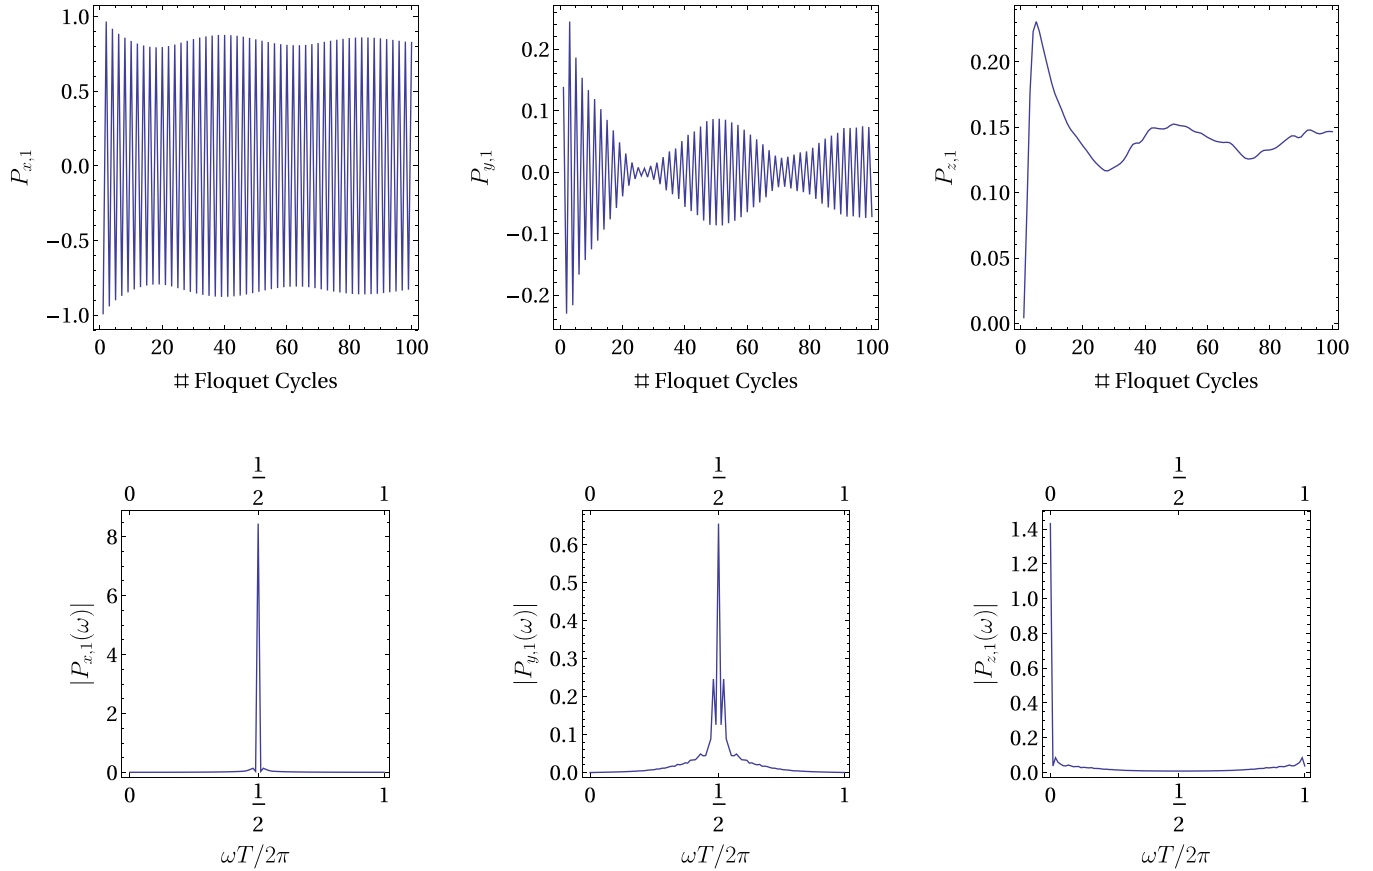 1.0
0.5
0.0
−0.5
−1.0
P_{x,1}
0 20 40 60 80 100
# Floquet Cycles
0.2
0.1
0.0
−0.1
−0.2
P_{y,1}
0 20 40 60 80 100
# Floquet Cycles
0.20
0.15
0.10
0.05
0.00
P_{z,1}
0 20 40 60 80 100
# Floquet Cycles
0 1/2 1
8
6
4
2
0
|P_{x,1}(ω)|
0 1/2 1
ωT/2π
0 1/2 1
0.6
0.5
0.4
0.3
0.2
0.1
0.0
|P_{y,1}(ω)|
0 1/2 1
ωT/2π
0 1/2 1
1.4
1.2
1.0
0.8
0.6
0.4
0.2
0.0
|P_{z,1}(ω)|
0 1/2 1
ωT/2π